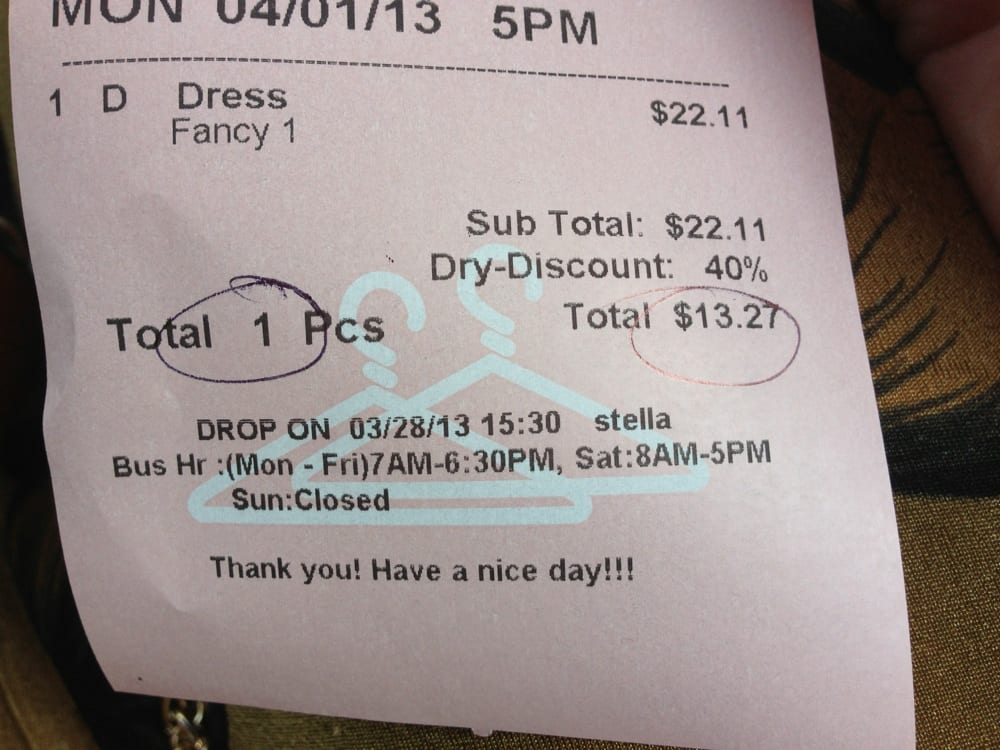 MON 04/01/13 5PM
1 D Dress $22.11
Fancy 1
Sub Total: $22.11
Dry-Discount: 40%
Total 1 Pcs Total $13.27
DROP ON 03/28/13 15:30 stella
Bus Hr :(Mon - Fri)7AM-6:30PM, Sat:8AM-5PM
Sun:Closed
Thank you! Have a nice day!!!